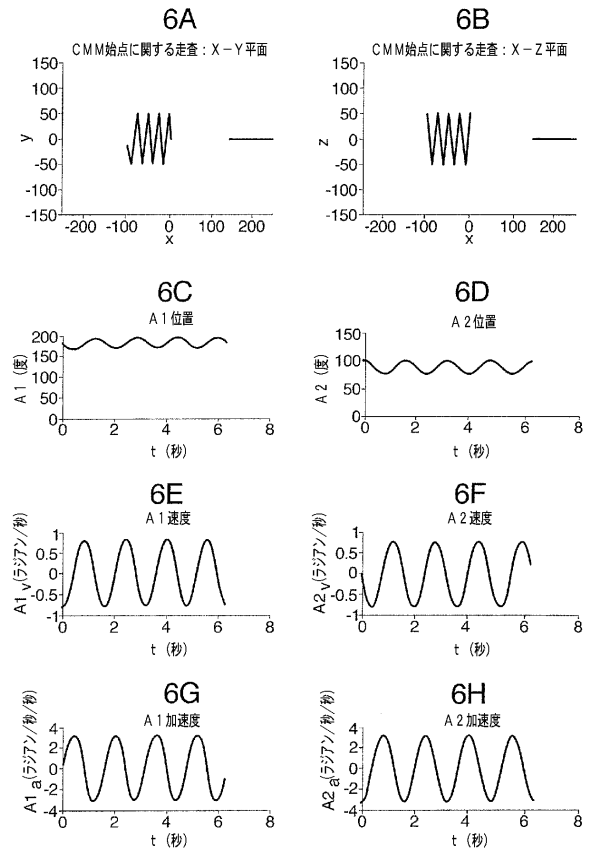 6A
CMM始点に関する走査：X－Y平面
150
100
50
0
-50
-100
-150
y
-200
-100
0
100
200
x
6B
CMM始点に関する走査：X－Z平面
150
100
50
0
-50
-100
-150
z
-200
-100
0
100
200
x
6C
A1位置
200
150
100
50
0
A1（度）
0
2
4
6
8
t（秒）
6D
A2位置
150
100
50
0
A2（度）
0
2
4
6
8
t（秒）
6E
A1速度
1
0.5
0
-0.5
-1
A1v(ラジアン/秒)
0
2
4
6
8
t（秒）
6F
A2速度
1
0.5
0
-0.5
-1
A2v(ラジアン/秒)
0
2
4
6
8
t（秒）
6G
A1加速度
4
2
0
-2
-4
A1a(ラジアン/秒/秒)
0
2
4
6
8
t（秒）
6H
A2加速度
4
2
0
-2
-4
A2a(ラジアン/秒/秒)
0
2
4
6
8
t（秒）